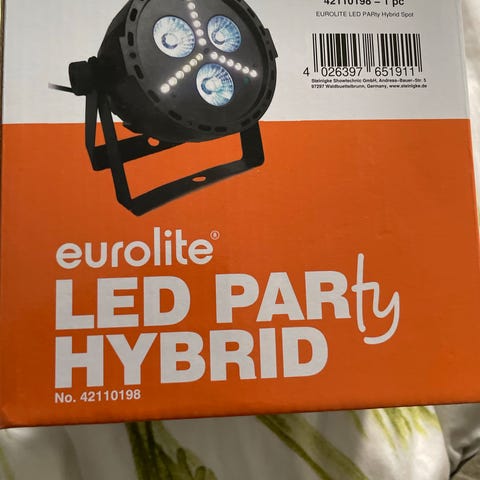 42110198 – 1 pc
EUROLITE LED PARty Hybrid Spot
4 026397 651911
Steinigke Showtechnic GmbH, Andreas-Bauer-Str. 5
97297 Waldbuettelbrunn, Germany, www.steinigke.de
eurolite®
LED PARty
HYBRID
No. 42110198